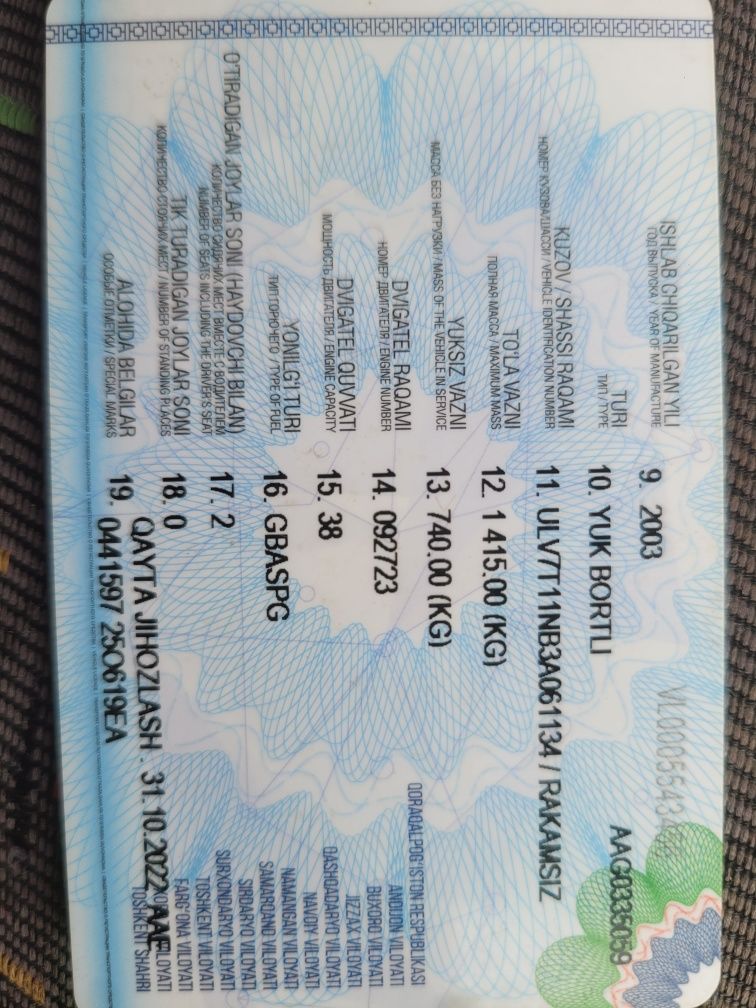 AAG0335059
ISHLAB CHIQARILGAN YILI 9. 2003
ГОД ВЫПУСКА / YEAR OF MANUFACTURE
TURI 10. YUK BORTLI
ТИП / TYPE
KUZOV / SHASSI RAQAMI 11. ULV7T11NB3A061134 / RAKAMSIZ
НОМЕР КУЗОВА/ШАССИ / VEHICLE IDENTIFICATION NUMBER
TO'LA VAZNI 12. 1 415.00 (KG)
ПОЛНАЯ МАССА / MAXIMUM MASS
YUKSIZ VAZNI 13. 740.00 (KG)
МАССА БЕЗ НАГРУЗКИ / MASS OF THE VEHICLE IN SERVICE
DVIGATEL RAQAMI 14. 092723
НОМЕР ДВИГАТЕЛЯ / ENGINE NUMBER
DVIGATEL QUVVATI 15. 38
МОЩНОСТЬ ДВИГАТЕЛЯ / ENGINE CAPACITY
YONILG'I TURI 16. GBASPG
ТИП ГОРЮЧЕГО / TYPE OF FUEL
O'TIRADIGAN JOYLAR SONI (HAYDOVCHI BILAN) 17. 2
КОЛИЧЕСТВО СИДЯЧИХ МЕСТ ВМЕСТЕ С ВОДИТЕЛЕМ
NUMBER OF SEATS INCLUDING THE DRIVER'S SEAT
TIK TURADIGAN JOYLAR SONI 18. 0
КОЛИЧЕСТВО СТОЯЧИХ МЕСТ / NUMBER OF STANDING PLACES
QAYTA JIHOZLASH - 31.10.2022, AAE
ALOHIDA BELGILAR 19. 0441597 25O619EA
ОСОБЫЕ ОТМЕТКИ / SPECIAL MARKS
QORAQALPOG'ISTON RESPUBLIKASI
ANDIJON VILOYATI
BUXORO VILOYATI
JIZZAX VILOYATI
QASHQADARYO VILOYATI
NAVOIY VILOYATI
NAMANGAN VILOYATI
SAMARQAND VILOYATI
SIRDARYO VILOYATI
SURXONDARYO VILOYATI
TOSHKENT VILOYATI
FARG'ONA VILOYATI
VILOYATI
TOSHKENT SHAHRI